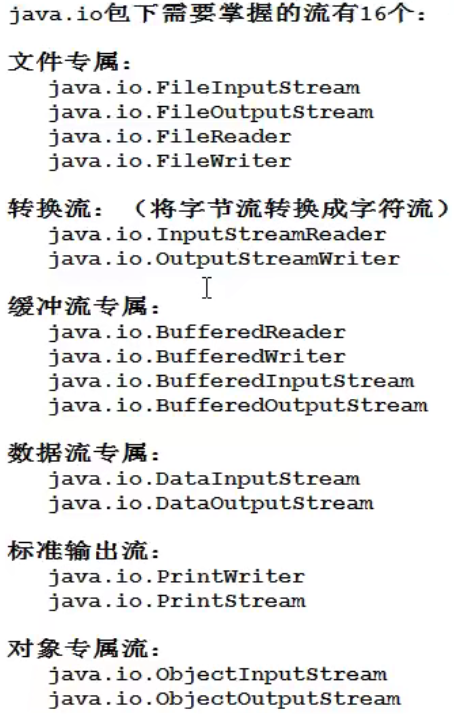 java.io包下需要掌握的流有16个：
文件专属：
java.io.FileInputStream
java.io.FileOutputStream
java.io.FileReader
java.io.FileWriter
转换流：（将字节流转换成字符流）
java.io.InputStreamReader
java.io.OutputStreamWriter
缓冲流专属：
java.io.BufferedReader
java.io.BufferedWriter
java.io.BufferedInputStream
java.io.BufferedOutputStream
数据流专属：
java.io.DataInputStream
java.io.DataOutputStream
标准输出流：
java.io.PrintWriter
java.io.PrintStream
对象专属流：
java.io.ObjectInputStream
java.io.ObjectOutputStream